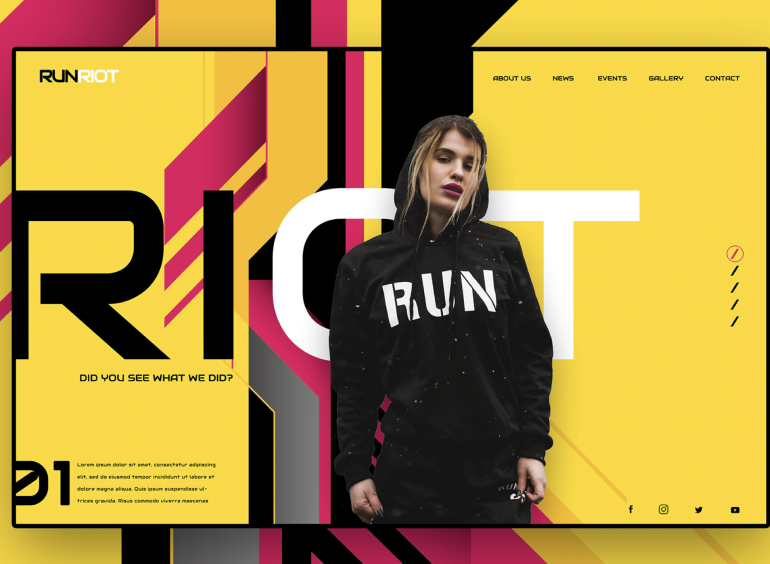 RUNRIOT
ABOUT US NEWS EVENTS GALLERY CONTACT
RIOT
RUN
DID YOU SEE WHAT WE DID?
01
Lorem ipsum dolor sit amet, consectetur adipiscing
elit, sed do eiusmod tempor incididunt ut labore et
dolore magna aliqua. Quis ipsum suspendisse ul-
trices gravida. Risus commodo viverra maecenas
RUN